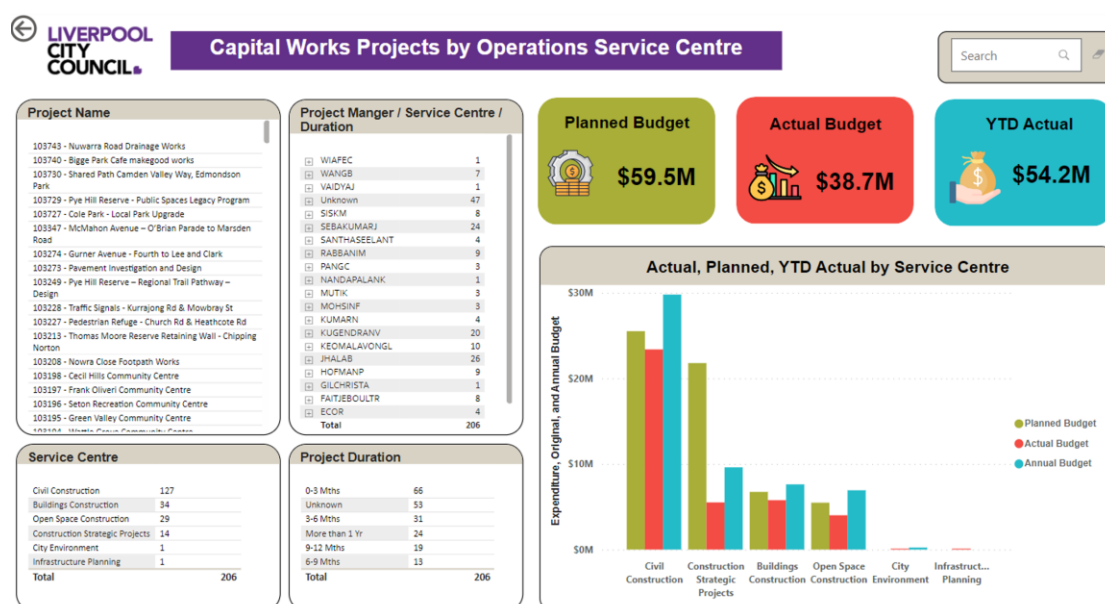 LIVERPOOL
CITY
COUNCIL
Capital Works Projects by Operations Service Centre
Search
Project Name
103743 - Nuwarra Road Drainage Works
103740 - Bigge Park Cafe makegood works
103730 - Shared Path Camden Valley Way, Edmondson
Park
103729 - Pye Hill Reserve - Public Spaces Legacy Program
103727 - Cole Park - Local Park Upgrade
103347 - McMahon Avenue – O'Brian Parade to Marsden
Road
103274 - Gurner Avenue - Fourth to Lee and Clark
103273 - Pavement Investigation and Design
103249 - Pye Hill Reserve – Regional Trail Pathway –
Design
103228 - Traffic Signals - Kurrajong Rd & Mowbray St
103227 - Pedestrian Refuge - Church Rd & Heathcote Rd
103213 - Thomas Moore Reserve Retaining Wall - Chipping
Norton
103208 - Nowra Close Footpath Works
103198 - Cecil Hills Community Centre
103197 - Frank Oliveri Community Centre
103196 - Seton Recreation Community Centre
103195 - Green Valley Community Centre
Project Manger / Service Centre /
Duration
WIAFEC 1
WANGB 7
VAIDYAJ 1
Unknown 47
SISKM 8
SEBAKUMARJ 24
SANTHASEELANT 4
RABBANIM 9
PANGC 3
NANDAPALANK 1
MUTIK 3
MOHSINF 3
KUMARN 4
KUGENDRANV 20
KEOMALAVONGL 10
JHALAB 26
HOFMANP 9
GILCHRISTA 1
FAITJEBOULTR 8
ECOR 4
Total 206
Planned Budget
$59.5M
Actual Budget
$38.7M
YTD Actual
$54.2M
Service Centre
Civil Construction 127
Buildings Construction 34
Open Space Construction 29
Construction Strategic Projects 14
City Environment 1
Infrastructure Planning 1
Total 206
Project Duration
0-3 Mths 66
Unknown 53
3-6 Mths 31
More than 1 Yr 24
9-12 Mths 19
6-9 Mths 13
Total 206
Actual, Planned, YTD Actual by Service Centre
Expenditure, Original, and Annual Budget
$30M
$20M
$10M
$0M
Civil
Construction
Construction
Strategic
Projects
Buildings
Construction
Open Space
Construction
City
Environment
Infrastruct...
Planning
Planned Budget
Actual Budget
Annual Budget